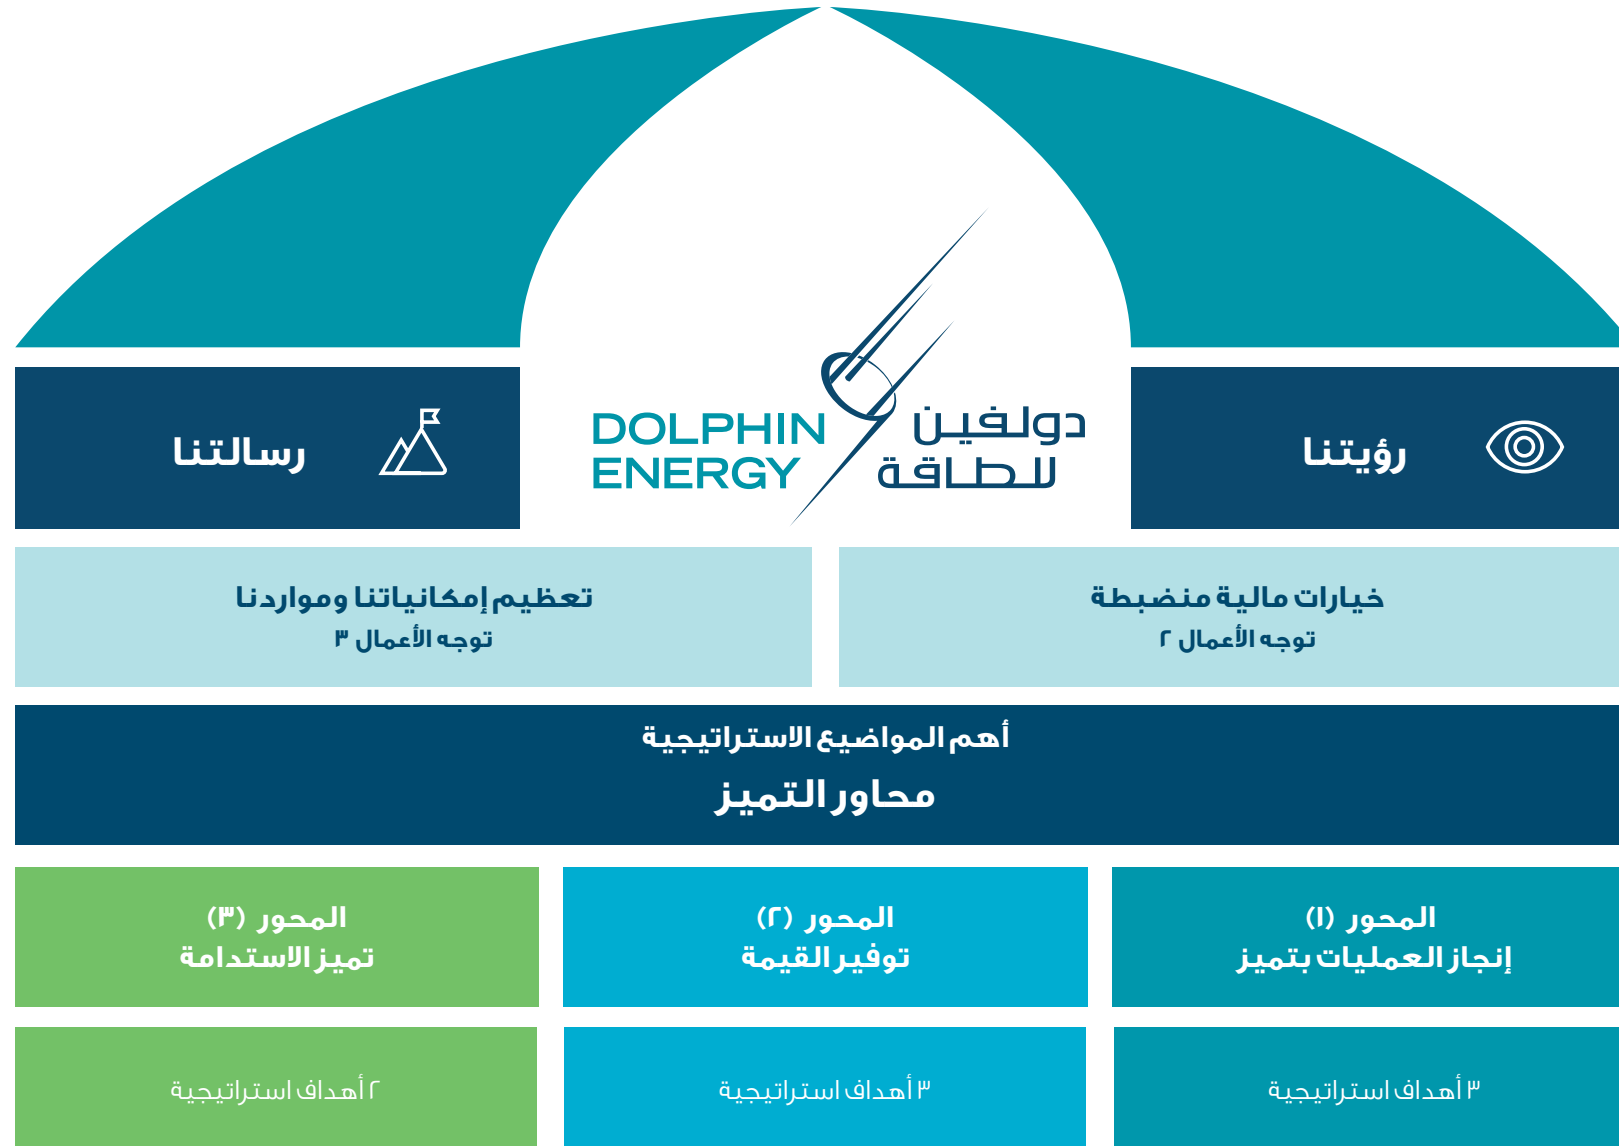 DOLPHIN
ENERGY
دولفين
للطاقة
رؤيتنا
رسالتنا
خيارات مالية منضبطة
توجه الأعمال ٢
تعظيم إمكانياتنا ومواردنا
توجه الأعمال ٣
أهم المواضيع الاستراتيجية
محاور التميز
المحور (١)
إنجاز العمليات بتميز
المحور (٢)
توفير القيمة
المحور (٣)
تميز الاستدامة
٣ أهداف استراتيجية
٣ أهداف استراتيجية
٢ أهداف استراتيجية